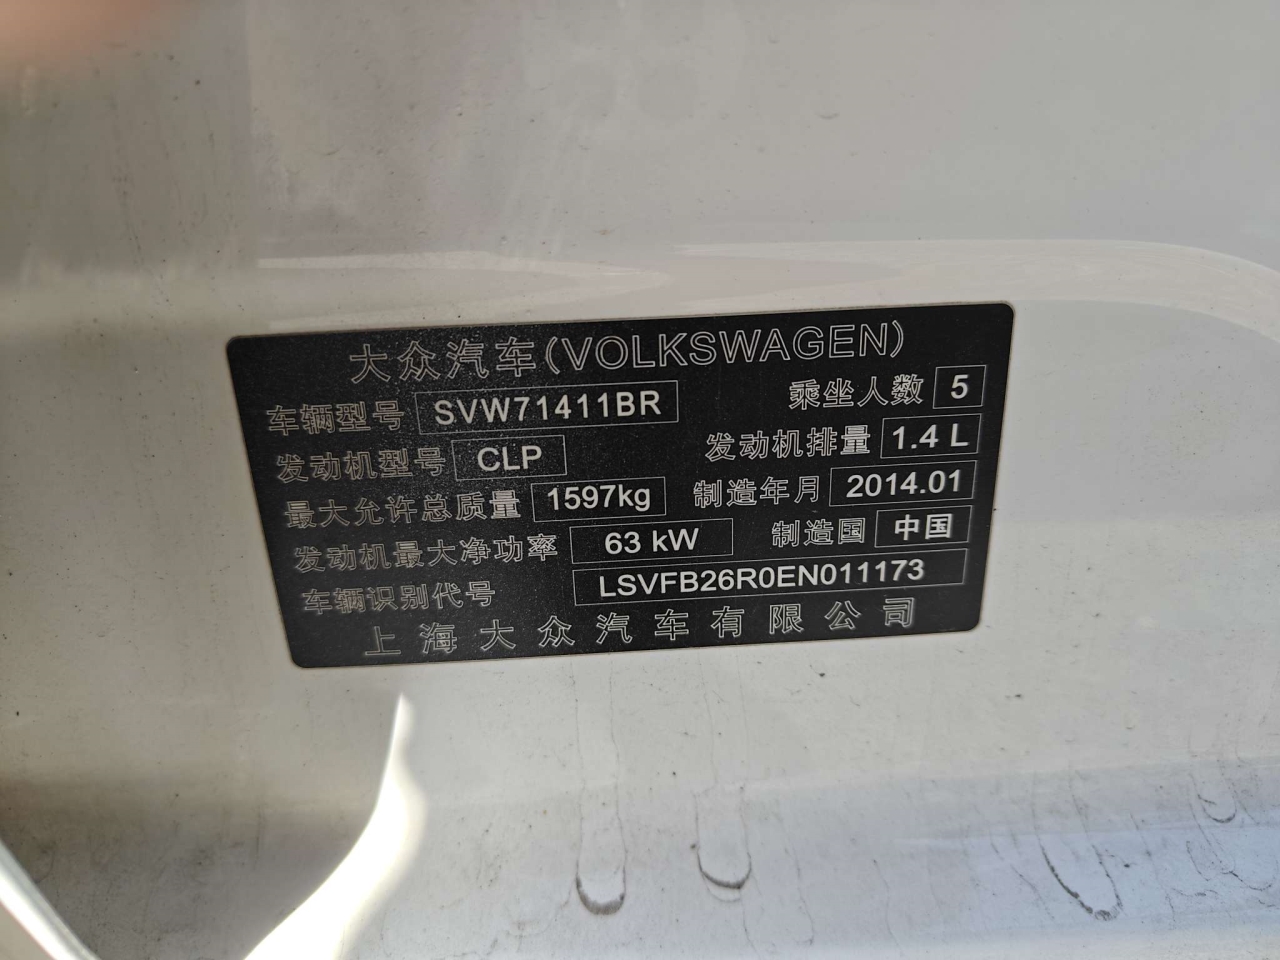 大众汽车(VOLKSWAGEN)
车辆型号 SVW71411BR 乘坐人数 5
发动机型号 CLP 发动机排量 1.4 L
最大允许总质量 1597kg 制造年月 2014.01
发动机最大净功率 63 kW 制造国 中国
车辆识别代号 LSVFB26R0EN011173
上海大众汽车有限公司